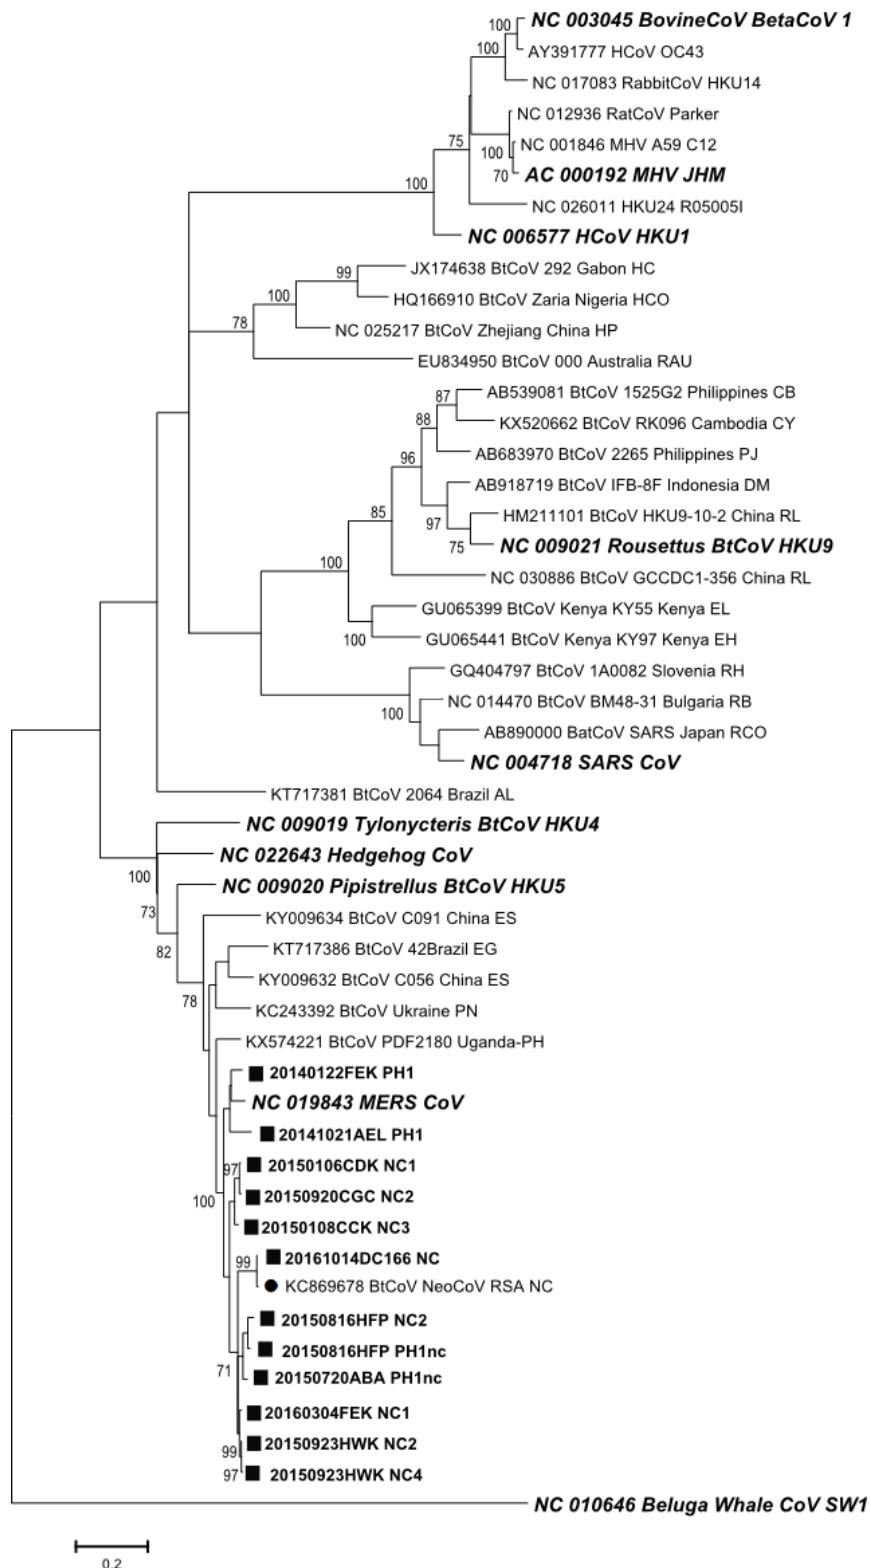 100
NC 003045 BovineCoV BetaCoV 1
AY391777 HCoV OC43
100
NC 017083 RabbitCoV HKU14
NC 012936 RatCoV Parker
75
NC 001846 MHV A59 C12
100
70
AC 000192 MHV JHM
100
NC 026011 HKU24 R05005I
NC 006577 HCoV HKU1
99
JX174638 BtCoV 292 Gabon HC
100
HQ166910 BtCoV Zaria Nigeria HCO
78
NC 025217 BtCoV Zhejiang China HP
EU834950 BtCoV 000 Australia RAU
87
AB539081 BtCoV 1525G2 Philippines CB
88
KX520662 BtCoV RK096 Cambodia CY
96
AB683970 BtCoV 2265 Philippines PJ
AB918719 BtCoV IFB-8F Indonesia DM
85
97
HM211101 BtCoV HKU9-10-2 China RL
75
NC 009021 Rousettus BtCoV HKU9
100
NC 030886 BtCoV GCCDC1-356 China RL
GU065399 BtCoV Kenya KY55 Kenya EL
100
GU065441 BtCoV Kenya KY97 Kenya EH
GQ404797 BtCoV 1A0082 Slovenia RH
100
NC 014470 BtCoV BM48-31 Bulgaria RB
AB890000 BatCoV SARS Japan RCO
NC 004718 SARS CoV
KT717381 BtCoV 2064 Brazil AL
NC 009019 Tylonycteris BtCoV HKU4
NC 022643 Hedgehog CoV
100
NC 009020 Pipistrellus BtCoV HKU5
73
KY009634 BtCoV C091 China ES
82
KT717386 BtCoV 42Brazil EG
KY009632 BtCoV C056 China ES
78
KC243392 BtCoV Ukraine PN
KX574221 BtCoV PDF2180 Uganda-PH
20140122FEK PH1
NC 019843 MERS CoV
20141021AEL PH1
97
20150106CDK NC1
100
20150920CGC NC2
20150108CCK NC3
99
20161014DC166 NC
KC869678 BtCoV NeoCoV RSA NC
20150816HFP NC2
20150816HFP PH1nc
71
20150720ABA PH1nc
20160304FEK NC1
99
20150923HWK NC2
97
20150923HWK NC4
NC 010646 Beluga Whale CoV SW1
0.2